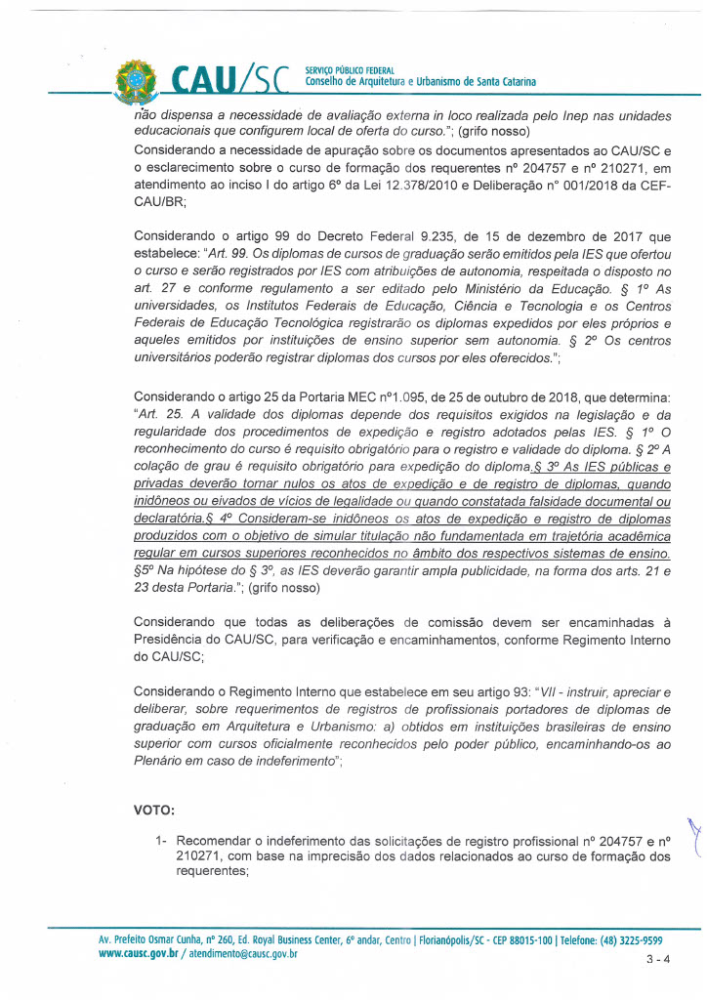 CAU/SC
SERVIÇO PÚBLICO FEDERAL
Conselho de Arquitetura e Urbanismo de Santa Catarina
não dispensa a necessidade de avaliação externa in loco realizada pelo Inep nas unidades
educacionais que configurem local de oferta do curso."; (grifo nosso)
Considerando a necessidade de apuração sobre os documentos apresentados ao CAU/SC e
o esclarecimento sobre o curso de formação dos requerentes nº 204757 e nº 210271, em
atendimento ao inciso I do artigo 6º da Lei 12.378/2010 e Deliberação n° 001/2018 da CEF-
CAU/BR;
Considerando o artigo 99 do Decreto Federal 9.235, de 15 de dezembro de 2017 que
estabelece: "Art. 99. Os diplomas de cursos de graduação serão emitidos pela IES que ofertou
o curso e serão registrados por IES com atribuições de autonomia, respeitada o disposto no
art. 27 e conforme regulamento a ser editado pelo Ministério da Educação. § 1º As
universidades, os Institutos Federais de Educação, Ciência e Tecnologia e os Centros
Federais de Educação Tecnológica registrarão os diplomas expedidos por eles próprios e
aqueles emitidos por instituições de ensino superior sem autonomia. § 2º Os centros
universitários poderão registrar diplomas dos cursos por eles oferecidos.";
Considerando o artigo 25 da Portaria MEC nº1.095, de 25 de outubro de 2018, que determina:
"Art. 25. A validade dos diplomas depende dos requisitos exigidos na legislação e da
regularidade dos procedimentos de expedição e registro adotados pelas IES. § 1º O
reconhecimento do curso é requisito obrigatório para o registro e validade do diploma. § 2º A
colação de grau é requisito obrigatório para expedição do diploma.§ 3º As IES públicas e
privadas deverão tornar nulos os atos de expedição e de registro de diplomas, quando
inidôneos ou eivados de vícios de legalidade ou quando constatada falsidade documental ou
declaratória.§ 4º Consideram-se inidôneos os atos de expedição e registro de diplomas
produzidos com o objetivo de simular titulação não fundamentada em trajetória acadêmica
regular em cursos superiores reconhecidos no âmbito dos respectivos sistemas de ensino.
§5º Na hipótese do § 3º, as IES deverão garantir ampla publicidade, na forma dos arts. 21 e
23 desta Portaria."; (grifo nosso)
Considerando que todas as deliberações de comissão devem ser encaminhadas à
Presidência do CAU/SC, para verificação e encaminhamentos, conforme Regimento Interno
do CAU/SC;
Considerando o Regimento Interno que estabelece em seu artigo 93: "VII - instruir, apreciar e
deliberar, sobre requerimentos de registros de profissionais portadores de diplomas de
graduação em Arquitetura e Urbanismo: a) obtidos em instituições brasileiras de ensino
superior com cursos oficialmente reconhecidos pelo poder público, encaminhando-os ao
Plenário em caso de indeferimento";
VOTO:
1- Recomendar o indeferimento das solicitações de registro profissional nº 204757 e nº
210271, com base na imprecisão dos dados relacionados ao curso de formação dos
requerentes;
Av. Prefeito Osmar Cunha, nº 260, Ed. Royal Business Center, 6º andar, Centro | Florianópolis/SC - CEP 88015-100 | Telefone: (48) 3225-9599
www.causc.gov.br / atendimento@causc.gov.br
3 - 4